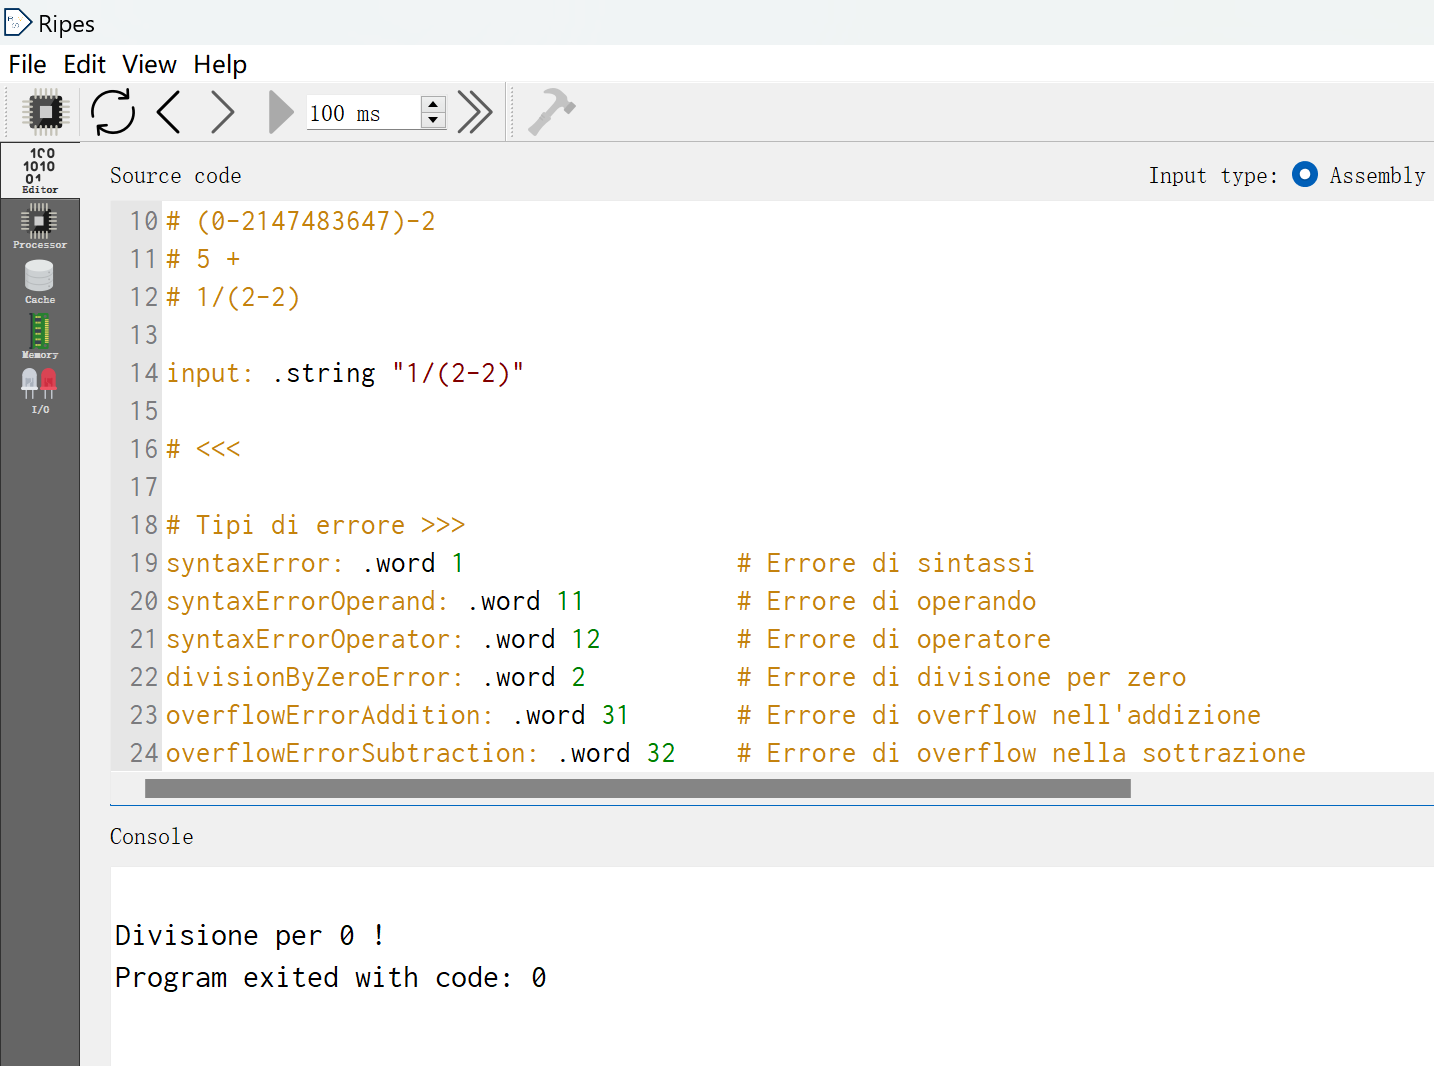 Ripes
File Edit View Help
100 ms
100
1010
01
Editor
Processor
Cache
Memory
I/O
Source code
Input type: Assembly
10 # (0-2147483647)-2
11 # 5 +
12 # 1/(2-2)
13
14 input: .string "1/(2-2)"
15
16 # <<<
17
18 # Tipi di errore >>>
19 syntaxError: .word 1 # Errore di sintassi
20 syntaxErrorOperand: .word 11 # Errore di operando
21 syntaxErrorOperator: .word 12 # Errore di operatore
22 divisionByZeroError: .word 2 # Errore di divisione per zero
23 overflowErrorAddition: .word 31 # Errore di overflow nell'addizione
24 overflowErrorSubtraction: .word 32 # Errore di overflow nella sottrazione
Console
Divisione per 0 !
Program exited with code: 0